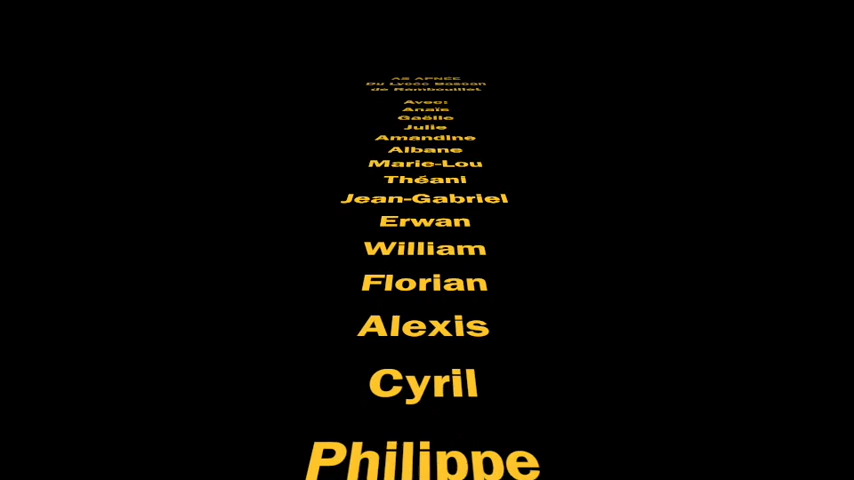 AS APNÉE
Du Lycée Bascan
de Rambouillet
Avec:
Anaïs
Gaëlle
Julie
Amandine
Albane
Marie-Lou
Théani
Jean-Gabriel
Erwan
William
Florian
Alexis
Cyril
Philippe